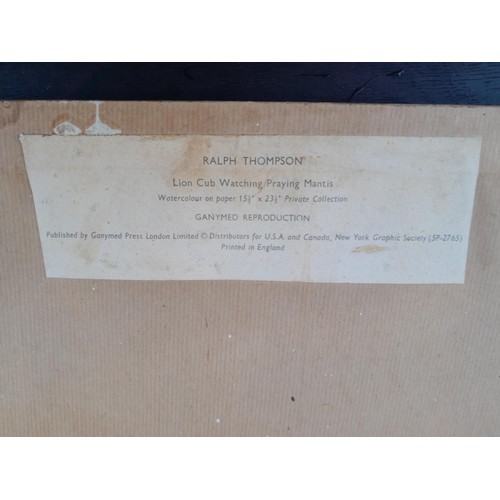 RALPH THOMPSON
Lion Cub Watching Praying Mantis
Watercolour on paper 15½" x 23½" Private Collection
GANYMED REPRODUCTION
Published by Ganymed Press London Limited © Distributors for U.S.A. and Canada, New York Graphic Society (SP-2765)
Printed in England